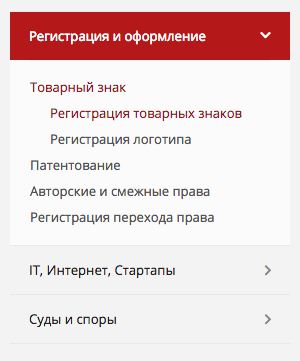 Регистрация и оформление
Товарный знак
Регистрация товарных знаков
Регистрация логотипа
Патентование
Авторские и смежные права
Регистрация перехода права
IT, Интернет, Стартапы
Суды и споры